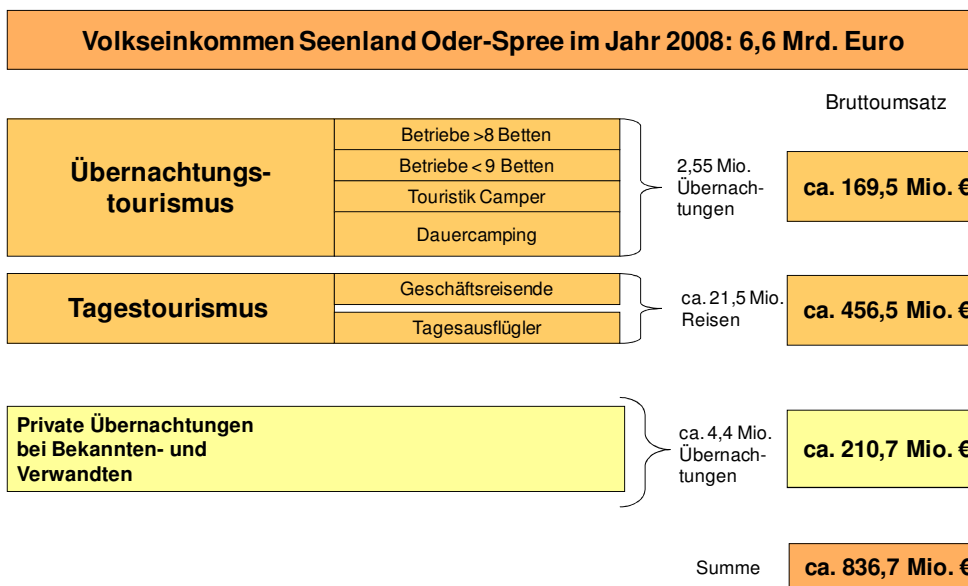 Volkseinkommen Seenland Oder-Spree im Jahr 2008: 6,6 Mrd. Euro
Bruttoumsatz
Übernachtungs-
tourismus
Betriebe >8 Betten
Betriebe < 9 Betten
Touristik Camper
Dauercamping
2,55 Mio.
Übernach-
tungen
ca. 169,5 Mio. €
Tagestourismus
Geschäftsreisende
Tagesausflügler
ca. 21,5 Mio.
Reisen
ca. 456,5 Mio. €
Private Übernachtungen
bei Bekannten- und
Verwandten
ca. 4,4 Mio.
Übernach-
tungen
ca. 210,7 Mio. €
Summe
ca. 836,7 Mio. €